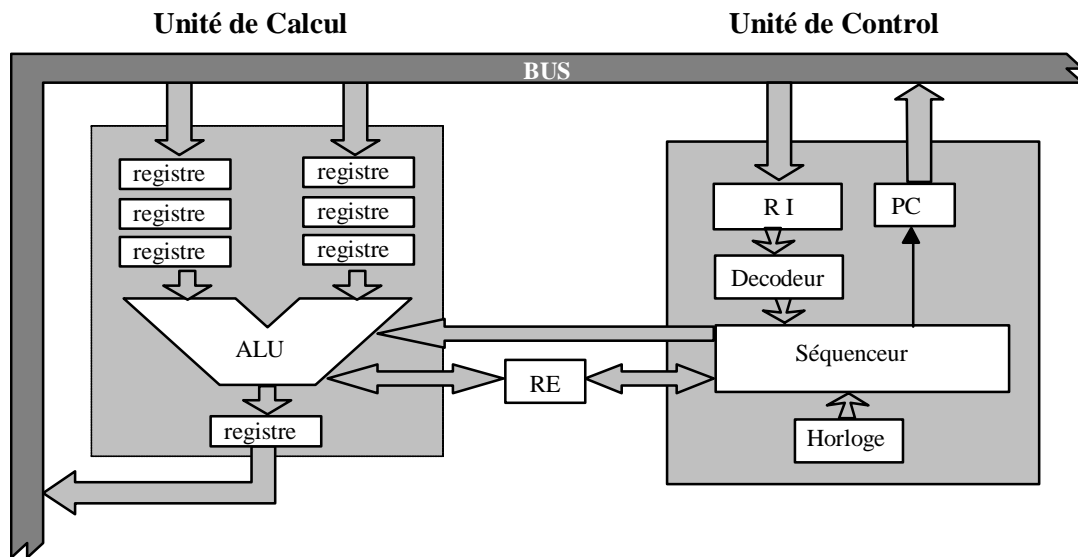 Unité de Calcul
Unité de Control
BUS
registre
registre
registre
registre
registre
registre
ALU
registre
RE
R I
PC
Decodeur
Séquenceur
Horloge